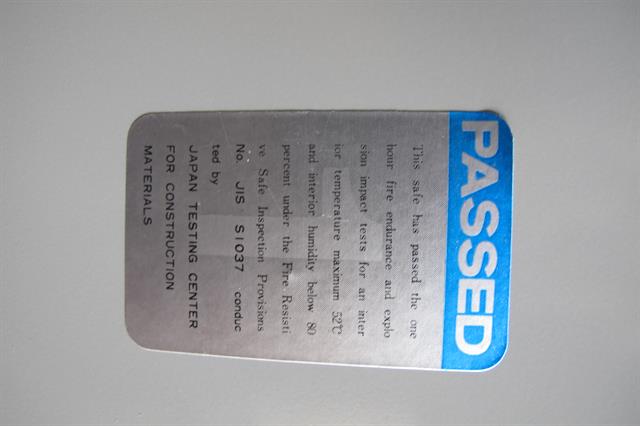 PASSED
This safe has passed the one
hour fire endurance and explo
sion impact tests for an inter
ior temperature maximum 52℃
and interior humidity below 80
percent under the Fire Resisti
ve Safe Inspection Provisions
No. JIS S1037 conduc
ted by
JAPAN TESTING CENTER
FOR CONSTRUCTION
MATERIALS